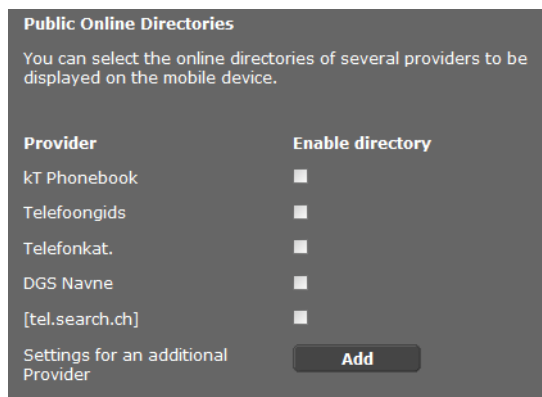 Public Online Directories
You can select the online directories of several providers to be
displayed on the mobile device.
Provider Enable directory
kT Phonebook
Telefoongids
Telefonkat.
DGS Navne
[tel.search.ch]
Settings for an additional
Provider
Add